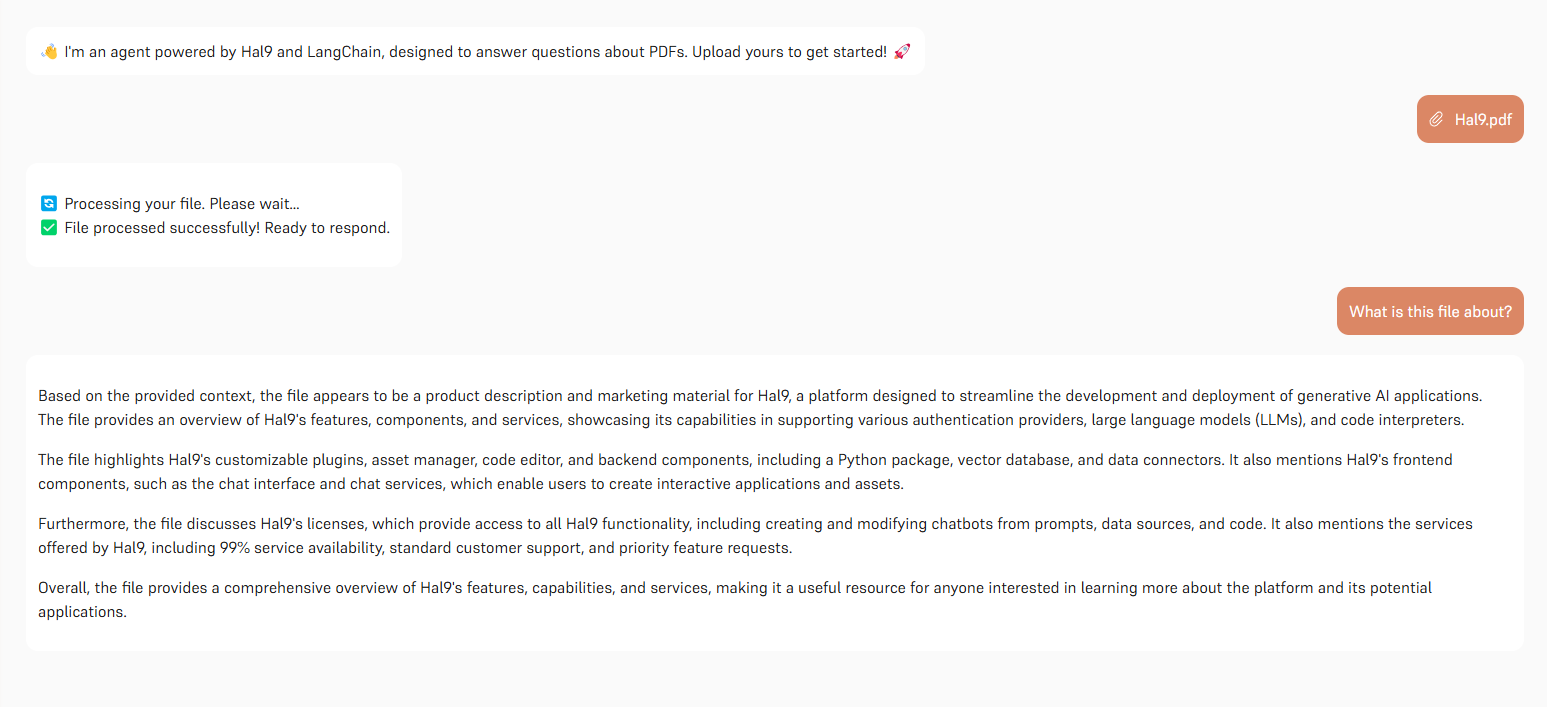 👋 I'm an agent powered by Hal9 and LangChain, designed to answer questions about PDFs. Upload yours to get started! 🚀
Hal9.pdf
🔄 Processing your file. Please wait...
✅ File processed successfully! Ready to respond.
What is this file about?
Based on the provided context, the file appears to be a product description and marketing material for Hal9, a platform designed to streamline the development and deployment of generative AI applications.
The file provides an overview of Hal9's features, components, and services, showcasing its capabilities in supporting various authentication providers, large language models (LLMs), and code interpreters.
The file highlights Hal9's customizable plugins, asset manager, code editor, and backend components, including a Python package, vector database, and data connectors. It also mentions Hal9's frontend
components, such as the chat interface and chat services, which enable users to create interactive applications and assets.
Furthermore, the file discusses Hal9's licenses, which provide access to all Hal9 functionality, including creating and modifying chatbots from prompts, data sources, and code. It also mentions the services
offered by Hal9, including 99% service availability, standard customer support, and priority feature requests.
Overall, the file provides a comprehensive overview of Hal9's features, capabilities, and services, making it a useful resource for anyone interested in learning more about the platform and its potential
applications.